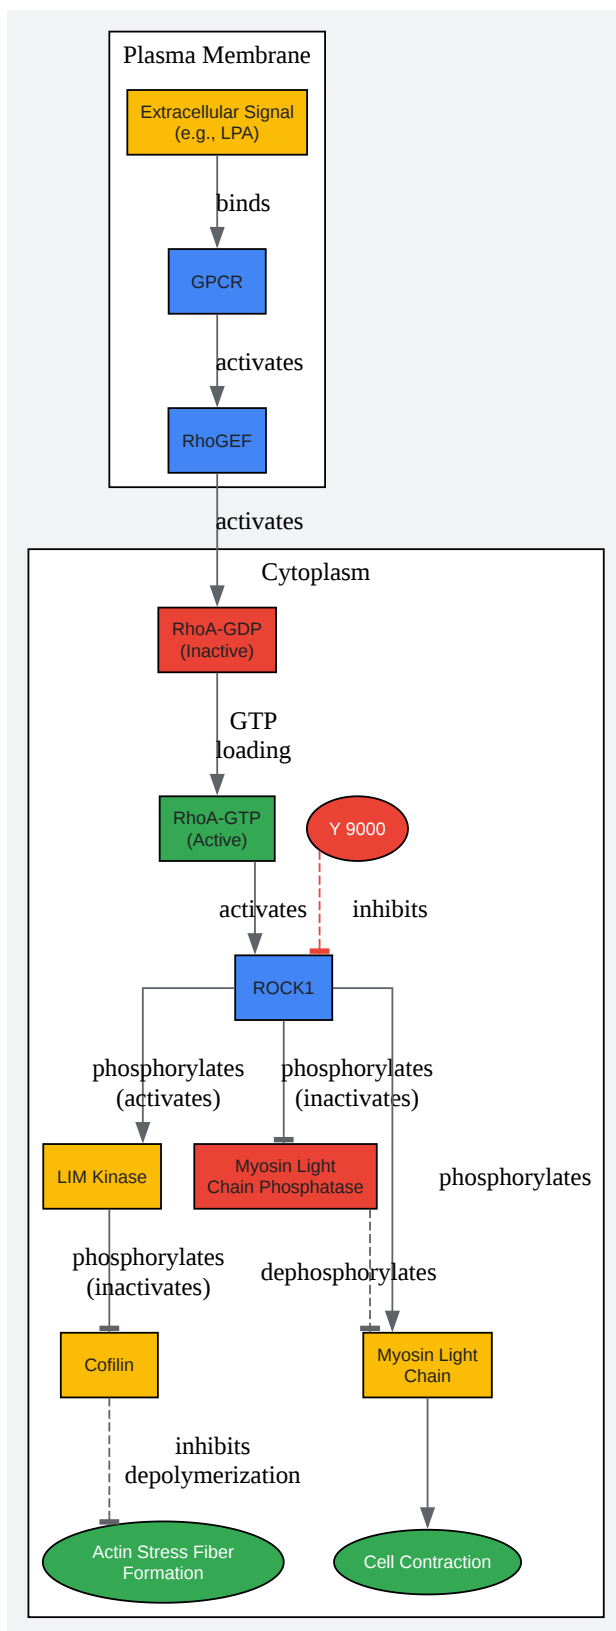 Plasma Membrane
Extracellular Signal
(e.g., LPA)
binds
GPCR
activates
RhoGEF
activates
Cytoplasm
RhoA-GDP
(Inactive)
GTP
loading
RhoA-GTP
(Active)
Y 9000
activates
inhibits
ROCK1
phosphorylates
(activates)
phosphorylates
(inactivates)
LIM Kinase
Myosin Light
Chain Phosphatase
phosphorylates
phosphorylates
(inactivates)
dephosphorylates
Cofilin
Myosin Light
Chain
inhibits
depolymerization
Actin Stress Fiber
Formation
Cell Contraction